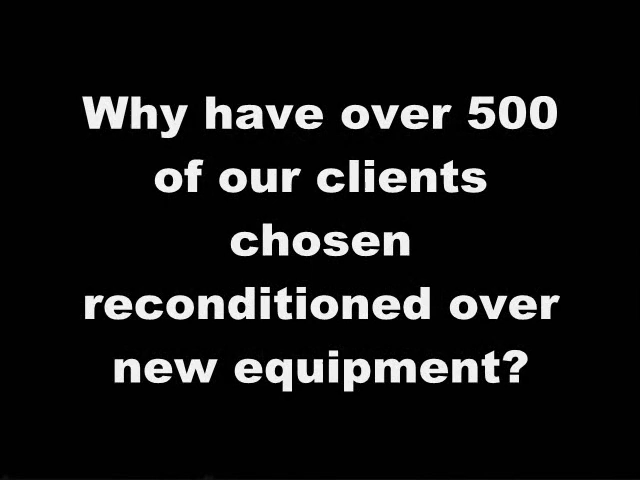 Why have over 500
of our clients
chosen
reconditioned over
new equipment?